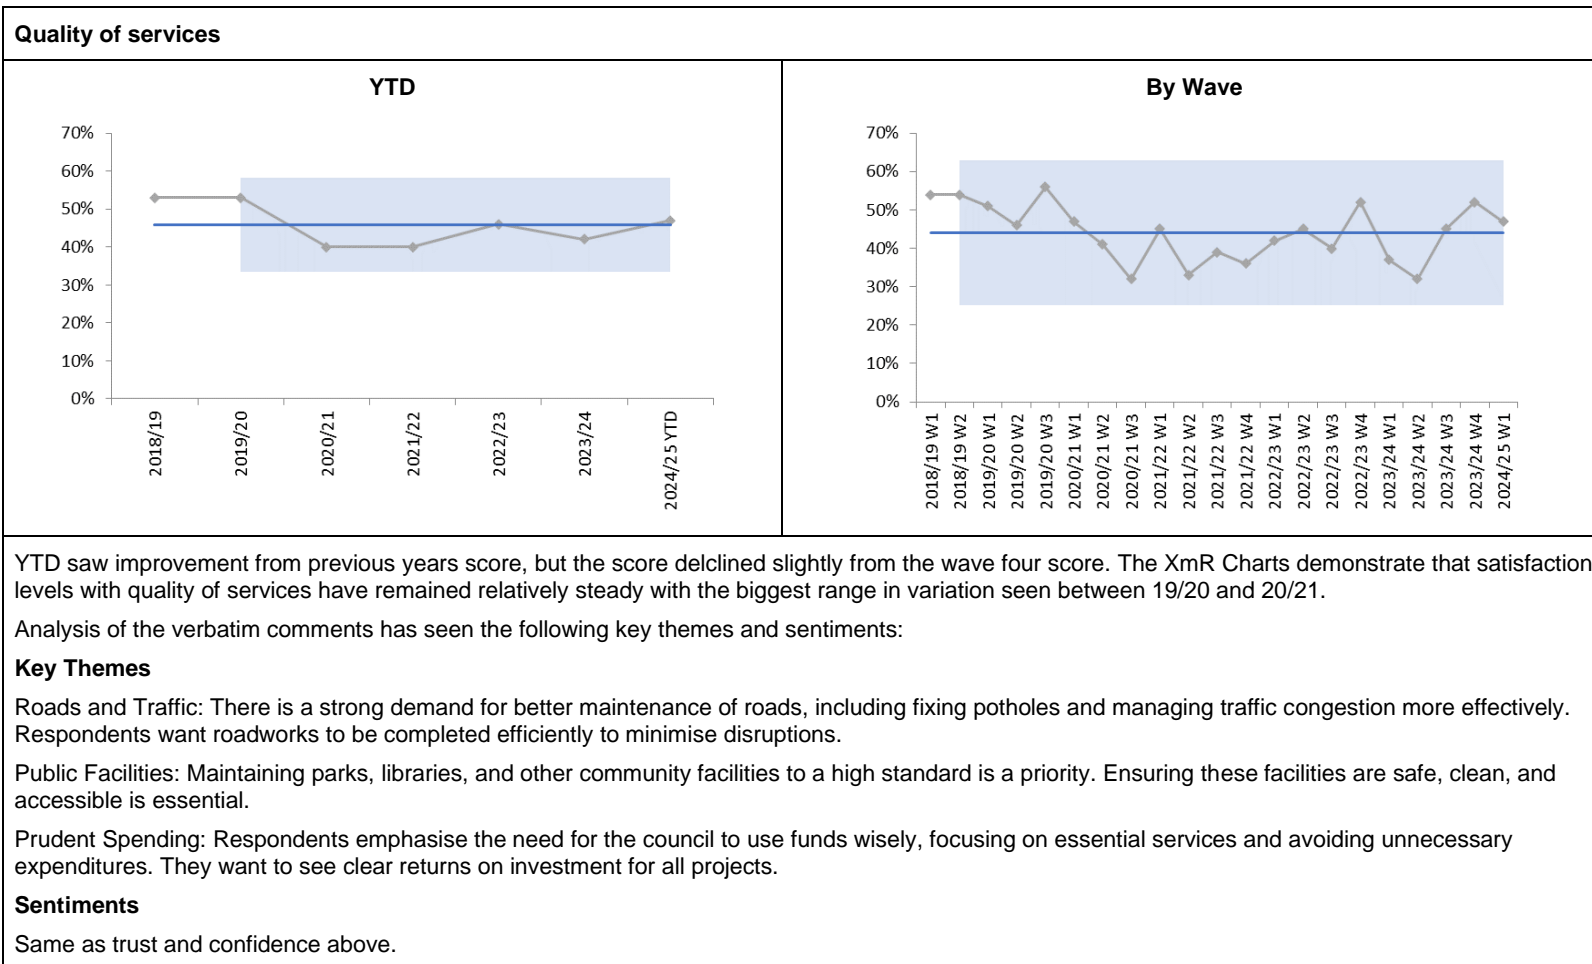 Quality of services
YTD
70%
60%
50%
40%
30%
20%
10%
0%
2018/19
2019/20
2020/21
2021/22
2022/23
2023/24
2024/25 YTD
By Wave
70%
60%
50%
40%
30%
20%
10%
0%
2018/19 W1
2018/19 W2
2019/20 W1
2019/20 W2
2019/20 W3
2020/21 W1
2020/21 W2
2020/21 W3
2021/22 W1
2021/22 W2
2021/22 W3
2021/22 W4
2022/23 W1
2022/23 W2
2022/23 W3
2022/23 W4
2023/24 W1
2023/24 W2
2023/24 W3
2023/24 W4
2024/25 W1
YTD saw improvement from previous years score, but the score delclined slightly from the wave four score. The XmR Charts demonstrate that satisfaction
levels with quality of services have remained relatively steady with the biggest range in variation seen between 19/20 and 20/21.
Analysis of the verbatim comments has seen the following key themes and sentiments:
Key Themes
Roads and Traffic: There is a strong demand for better maintenance of roads, including fixing potholes and managing traffic congestion more effectively.
Respondents want roadworks to be completed efficiently to minimise disruptions.
Public Facilities: Maintaining parks, libraries, and other community facilities to a high standard is a priority. Ensuring these facilities are safe, clean, and
accessible is essential.
Prudent Spending: Respondents emphasise the need for the council to use funds wisely, focusing on essential services and avoiding unnecessary
expenditures. They want to see clear returns on investment for all projects.
Sentiments
Same as trust and confidence above.